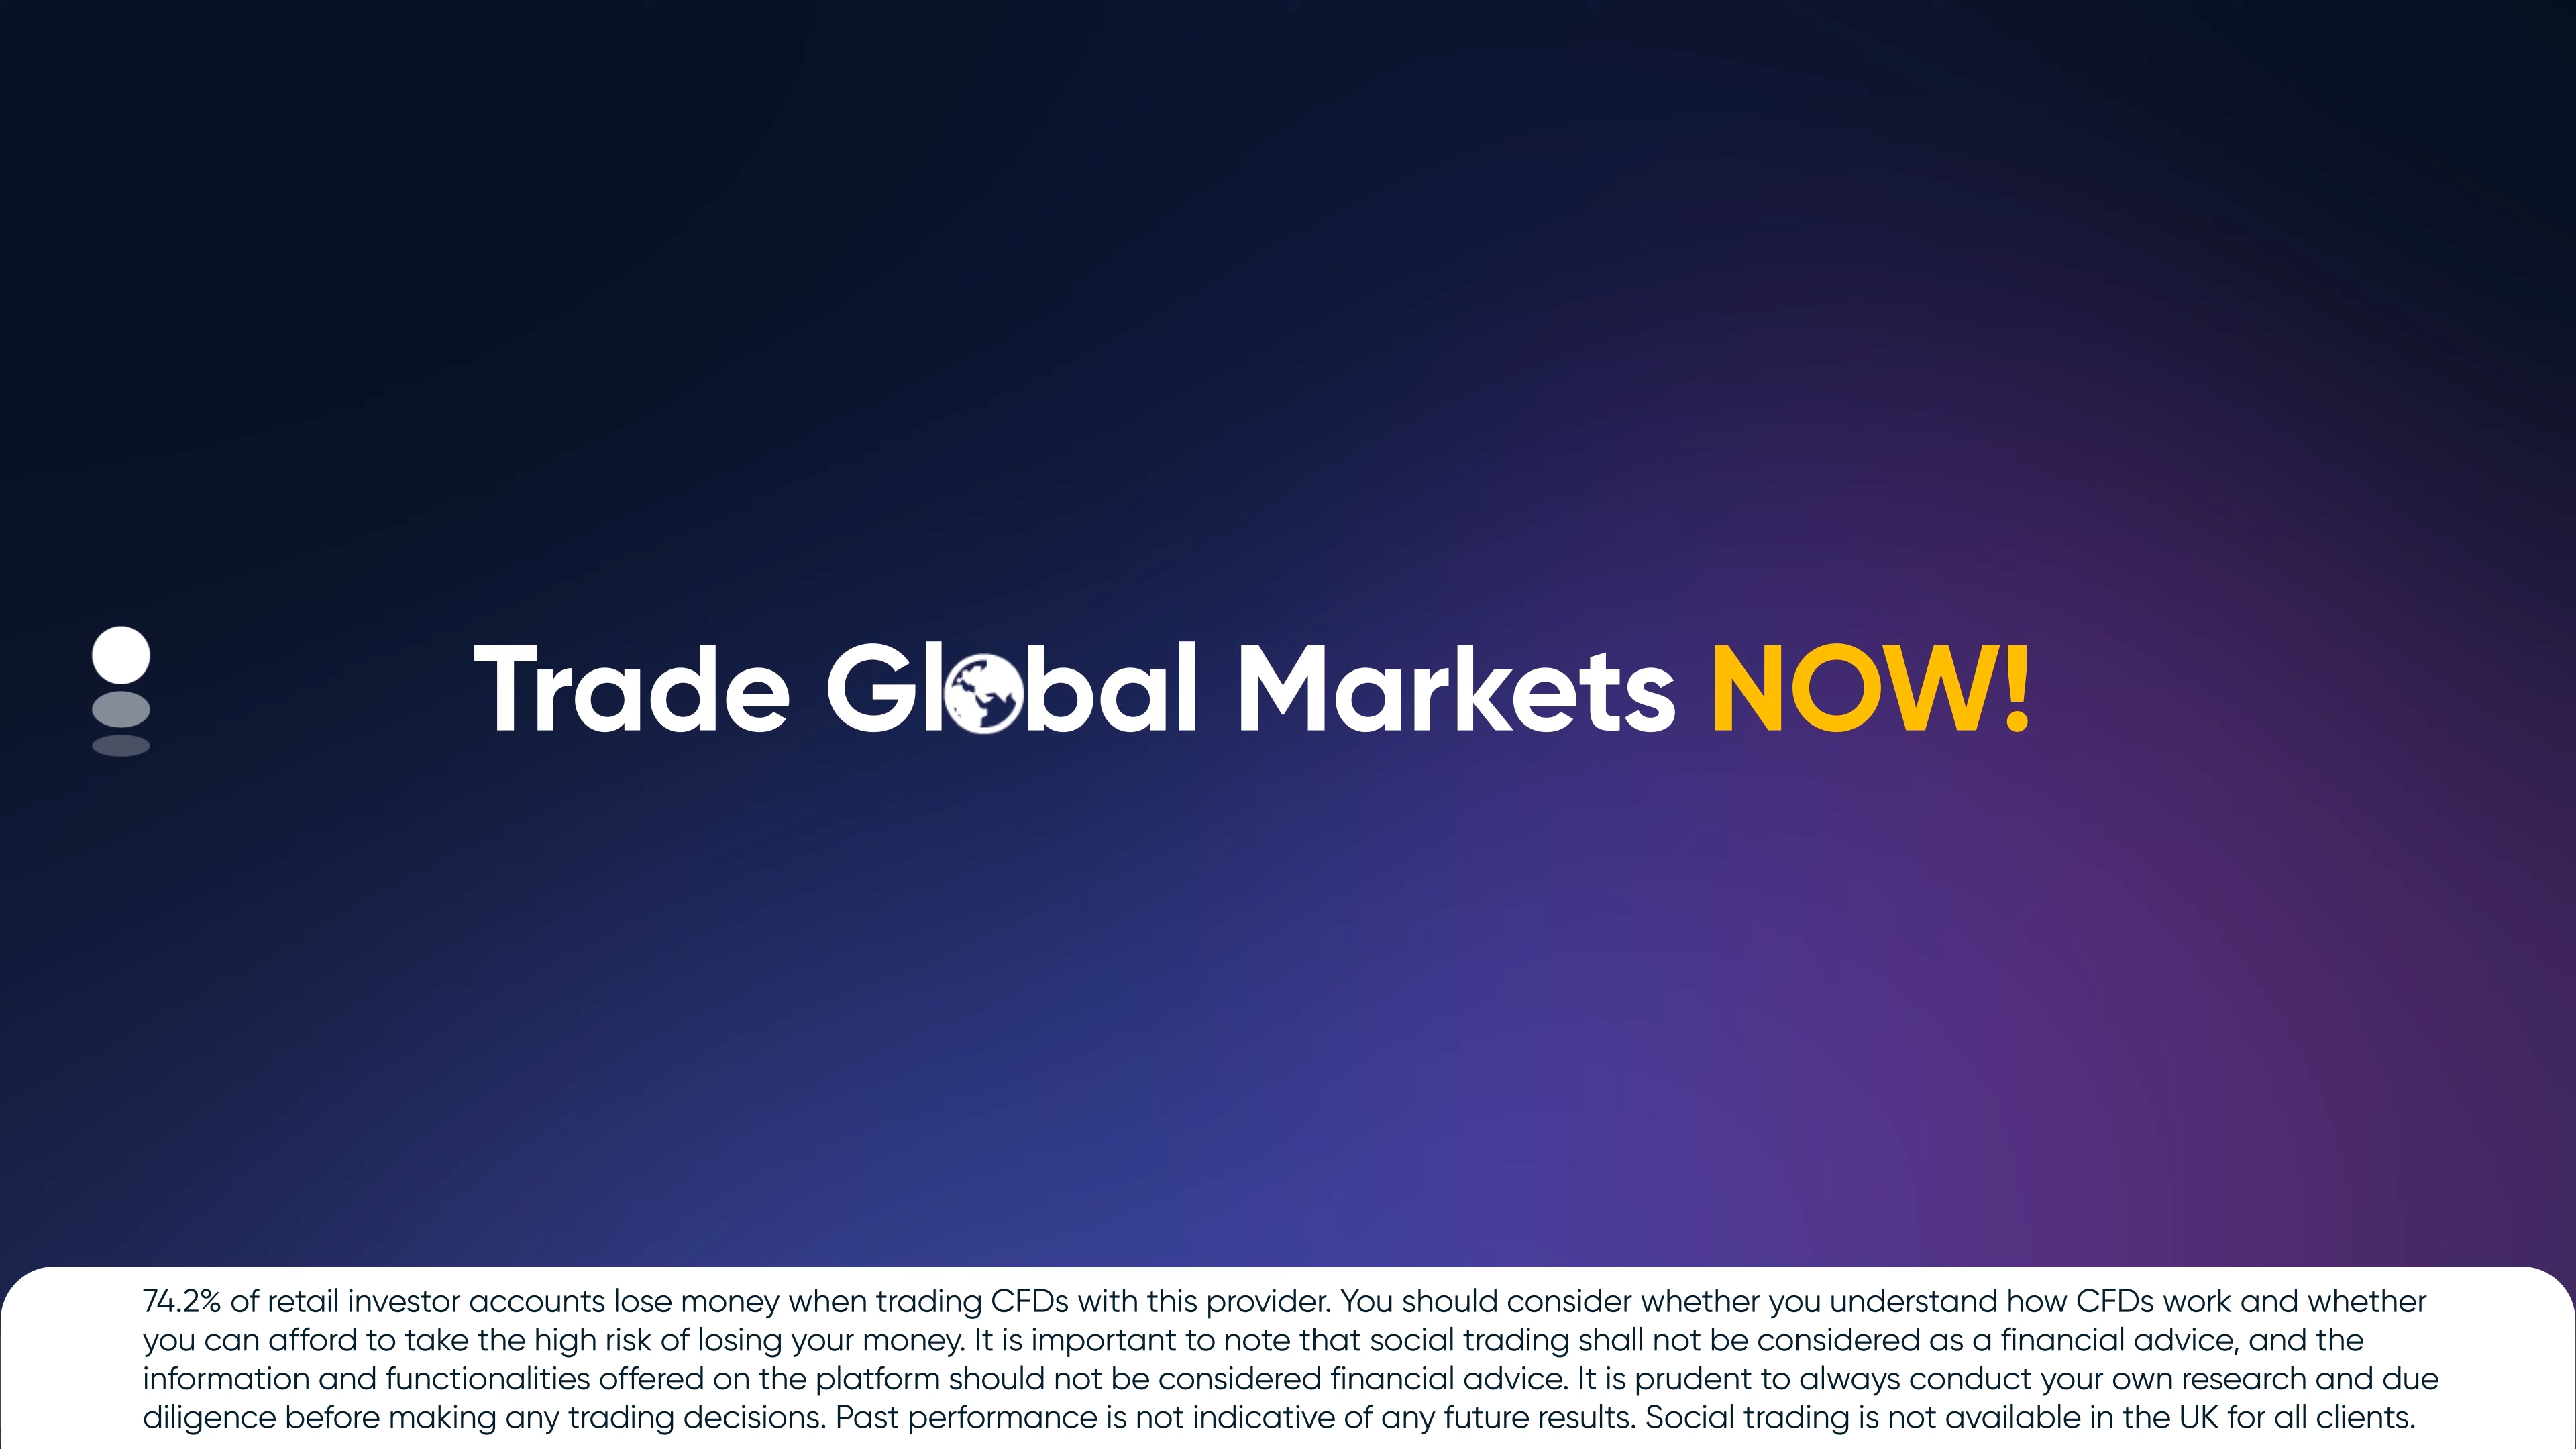 Trade Global Markets NOW!
74.2% of retail investor accounts lose money when trading CFDs with this provider. You should consider whether you understand how CFDs work and whether
you can afford to take the high risk of losing your money. It is important to note that social trading shall not be considered as a financial advice, and the
information and functionalities offered on the platform should not be considered financial advice. It is prudent to always conduct your own research and due
diligence before making any trading decisions. Past performance is not indicative of any future results. Social trading is not available in the UK for all clients.